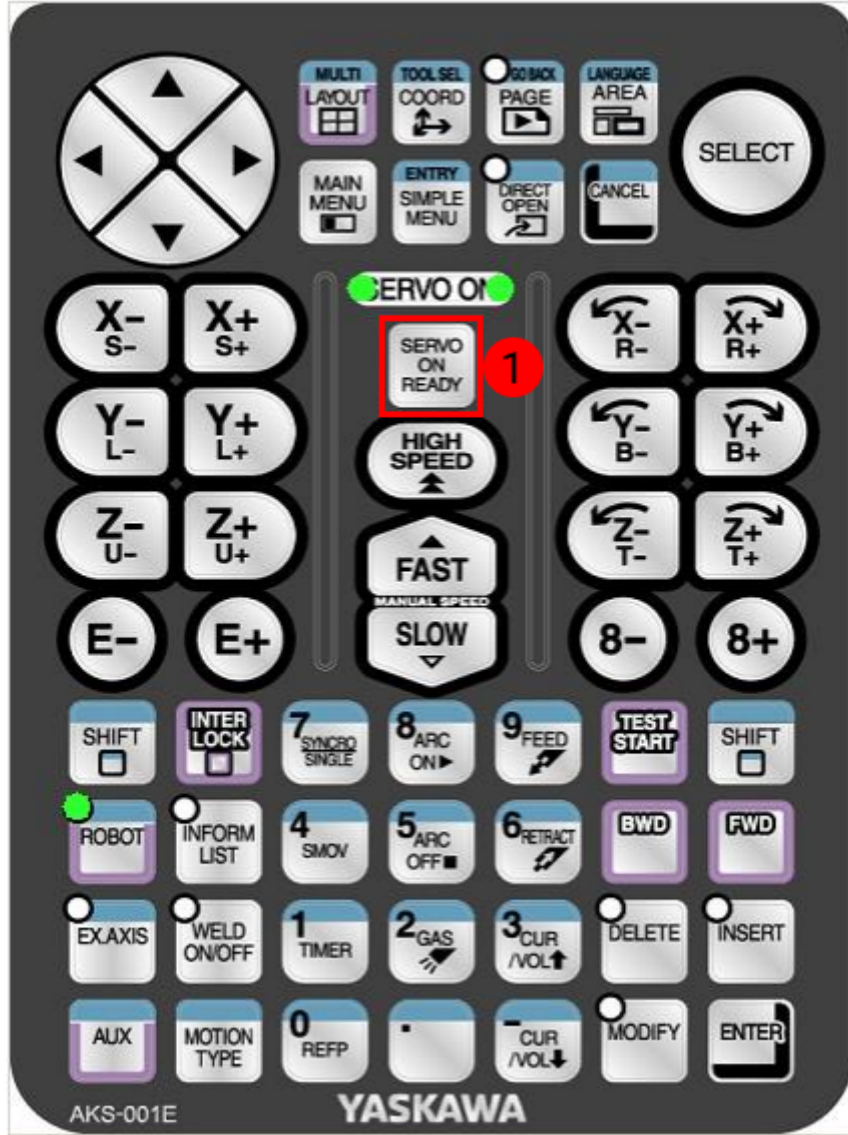 MULTI
LAYOUT
TOOL SEL
COORD
GO BACK
PAGE
LANGUAGE
AREA
SELECT
MAIN
MENU
ENTRY
SIMPLE
MENU
DIRECT
OPEN
CANCEL
SERVO ON
SERVO
ON
READY
1
HIGH
SPEED
X-
S-
X+
S+
Y-
L-
Y+
L+
Z-
U-
Z+
U+
E-
E+
FAST
MANUAL SPEED
SLOW
X-
R-
X+
R+
Y-
B-
Y+
B+
Z-
T-
Z+
T+
8-
8+
SHIFT
INTER
LOCK
7
SYNCRO
SINGLE
8
ARC
ON
9
FEED
TEST
START
SHIFT
ROBOT
INFORM
LIST
4
SMOV
5
ARC
OFF
6
RETRACT
BWD
FWD
EX.AXIS
WELD
ON/OFF
1
TIMER
2
GAS
3
CUR
/VOL
DELETE
INSERT
AUX
MOTION
TYPE
0
REFP
.
-
CUR
/VOL
MODIFY
ENTER
AKS-001E
YASKAWA